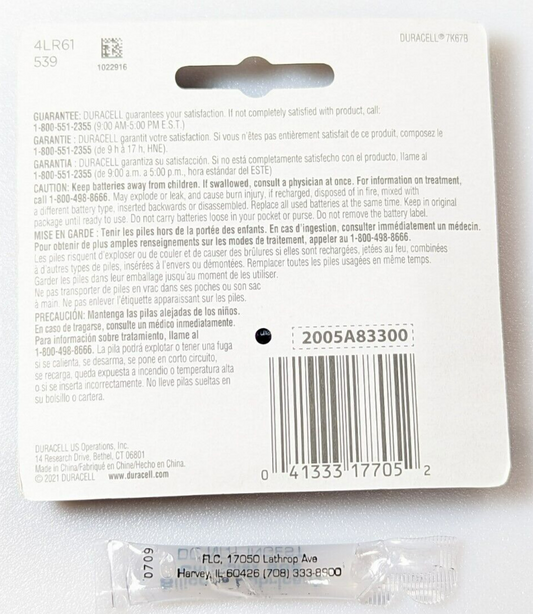 4LR61
539
1022916
DURACELL® 7K67B
GUARANTEE: DURACELL guarantees your satisfaction. If not completely satisfied with product, call:
1-800-551-2355 (9:00 AM-5:00 PM E.S.T.)
GARANTIE : DURACELL garantit votre satisfaction. Si vous n'êtes pas entièrement satisfait de ce produit, composez le
1-800-551-2355 (de 9 h à 17 h, HNE).
GARANTIA : DURACELL garantiza su satisfacción. Si no está completamente satisfecho con el producto, llame al
1-800-551-2355 (de 9:00 a.m. a 5:00 p.m., hora estándar del ESTE)
CAUTION: Keep batteries away from children. If swallowed, consult a physician at once. For information on treatment,
call 1-800-498-8666. May explode or leak, and cause burn injury, if recharged, disposed of in fire, mixed with
a different battery type, inserted backwards or disassembled. Replace all used batteries at the same time. Keep in original
package until ready to use. Do not carry batteries loose in your pocket or purse. Do not remove the battery label.
MISE EN GARDE : Tenir les piles hors de la portée des enfants. En cas d'ingestion, consulter immédiatement un médecin.
Pour obtenir de plus amples renseignements sur les modes de traitement, appeler au 1-800-498-8666.
Les piles risquent d'exploser ou de couler et de causer des brûlures si elles sont rechargées, jetées au feu, combinées
à d'autres types de piles, insérées à l'envers ou démontées. Remplacer toutes les piles usagées en même temps.
Garder les piles dans leur emballage jusqu'au moment de les utiliser.
Ne pas transporter de piles en vrac dans ses poches ou son sac
à main. Ne pas enlever l'étiquette apparaissant sur les piles.
PRECAUCIÓN: Mantenga las pilas alejadas de los niños.
En caso de tragarse, consulte un médico inmediatamente.
Para información sobre tratamiento, llame al
1-800-498-8666. La pila podrá explotar o tener una fuga
si se calienta, se desarma, se pone en corto circuito,
se recarga, queda expuesta a incendio o temperatura alta
o si se inserta incorrectamente. No lleve pilas sueltas en
su bolsillo o cartera.
2005A83300
0 41333 17705 2
DURACELL US Operations, Inc.
14 Research Drive, Bethel, CT 06801
Made in China/Fabriqué en Chine/Hecho en China.
© 2021 DURACELL www.duracell.com
0709
FLC, 17050 Lathrop Ave
Harvey, IL 60426 (708) 333-8900